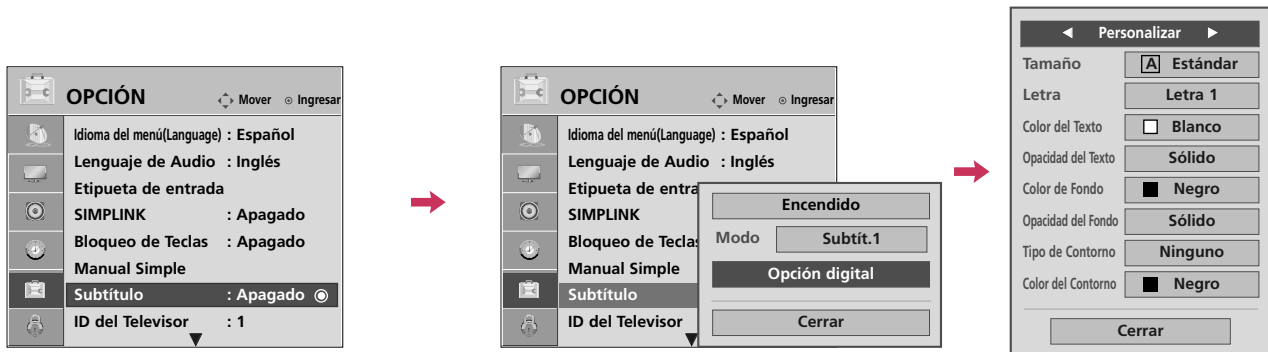 OPCIÓN Mover Ingresar
Idioma del menú(Language) : Español
Lenguaje de Audio : Inglés
Etipueta de entrada
SIMPLINK : Apagado
Bloqueo de Teclas : Apagado
Manual Simple
Subtítulo : Apagado
ID del Televisor : 1
OPCIÓN Mover Ingresar
Idioma del menú(Language) : Español
Lenguaje de Audio : Inglés
Etipueta de entra
SIMPLINK
Bloqueo de Teclas
Manual Simple
Subtítulo
ID del Televisor
Encendido
Modo Subtít.1
Opción digital
Cerrar
Personalizar
Tamaño A Estándar
Letra Letra 1
Color del Texto Blanco
Opacidad del Texto Sólido
Color de Fondo Negro
Opacidad del Fondo Sólido
Tipo de Contorno Ninguno
Color del Contorno Negro
Cerrar